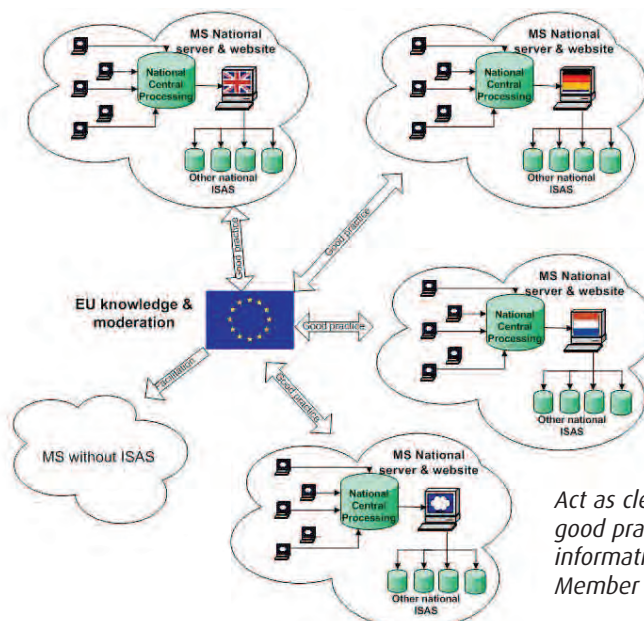 MS National
server & website
National
Central
Processing
Other national
ISAS
MS National
server & website
National
Central
Processing
Other national
ISAS
Good practice
Good practice
EU knowledge &
moderation
Good practice
MS National
server & website
National
Central
Processing
Other national
ISAS
Facilitation
Good practice
MS without ISAS
MS National
server & website
National
Central
Processing
Other national
ISAS
Act as cle
good pra
informati
Member